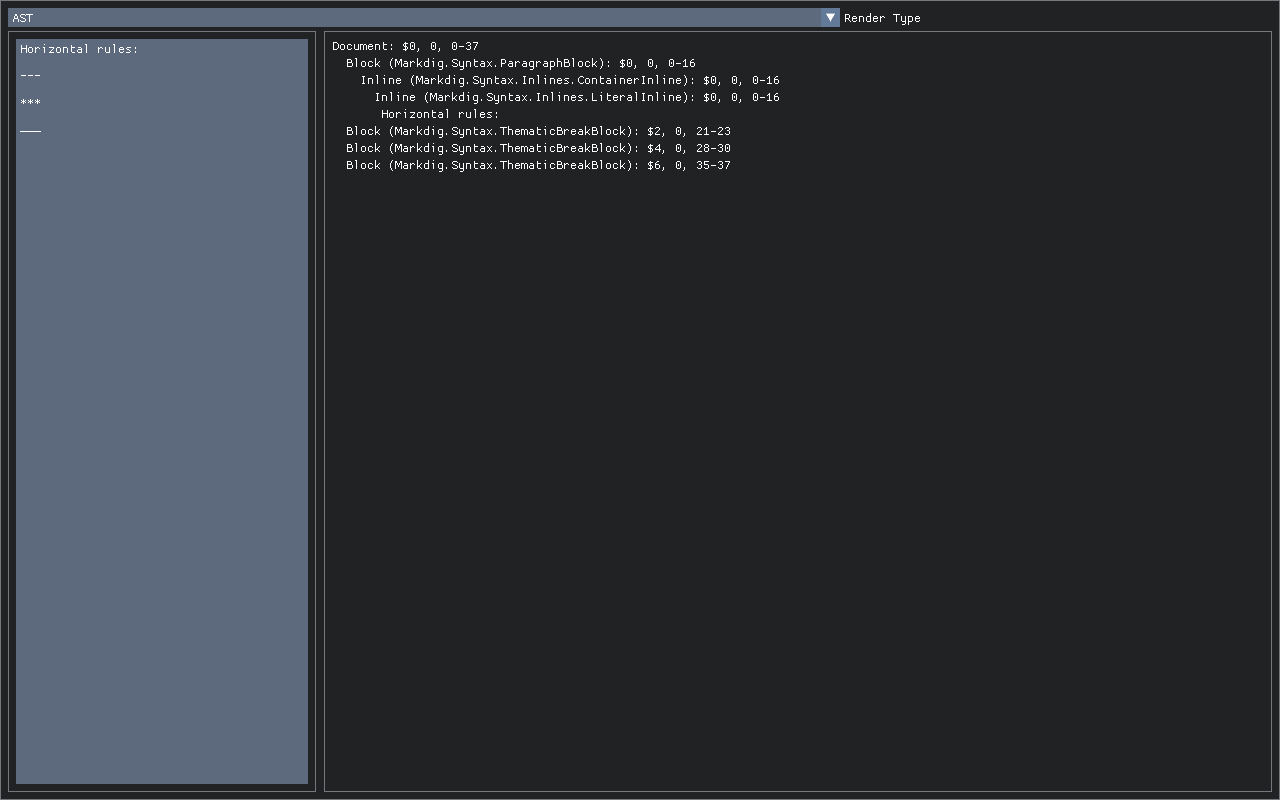 AST
Render Type
Horizontal rules:
---
***
___
Document: $0, 0, 0-37
Block (Markdig.Syntax.ParagraphBlock): $0, 0, 0-16
Inline (Markdig.Syntax.Inlines.ContainerInline): $0, 0, 0-16
Inline (Markdig.Syntax.Inlines.LiteralInline): $0, 0, 0-16
Horizontal rules:
Block (Markdig.Syntax.ThematicBreakBlock): $2, 0, 21-23
Block (Markdig.Syntax.ThematicBreakBlock): $4, 0, 28-30
Block (Markdig.Syntax.ThematicBreakBlock): $6, 0, 35-37